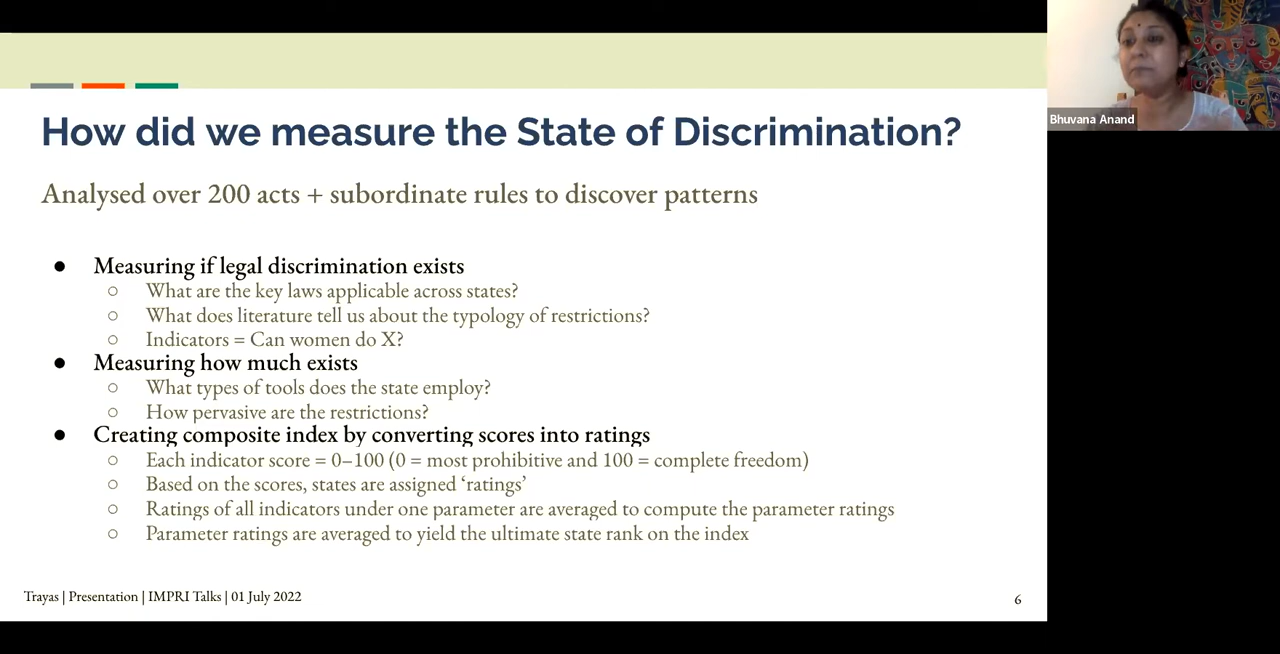 How did we measure the State of Discrimination?
Analysed over 200 acts + subordinate rules to discover patterns
● Measuring if legal discrimination exists
○ What are the key laws applicable across states?
○ What does literature tell us about the typology of restrictions?
○ Indicators = Can women do X?
● Measuring how much exists
○ What types of tools does the state employ?
○ How pervasive are the restrictions?
● Creating composite index by converting scores into ratings
○ Each indicator score = 0–100 (0 = most prohibitive and 100 = complete freedom)
○ Based on the scores, states are assigned ‘ratings’
○ Ratings of all indicators under one parameter are averaged to compute the parameter ratings
○ Parameter ratings are averaged to yield the ultimate state rank on the index
Trayas | Presentation | IMPRI Talks | 01 July 2022
6
Bhuvana Anand